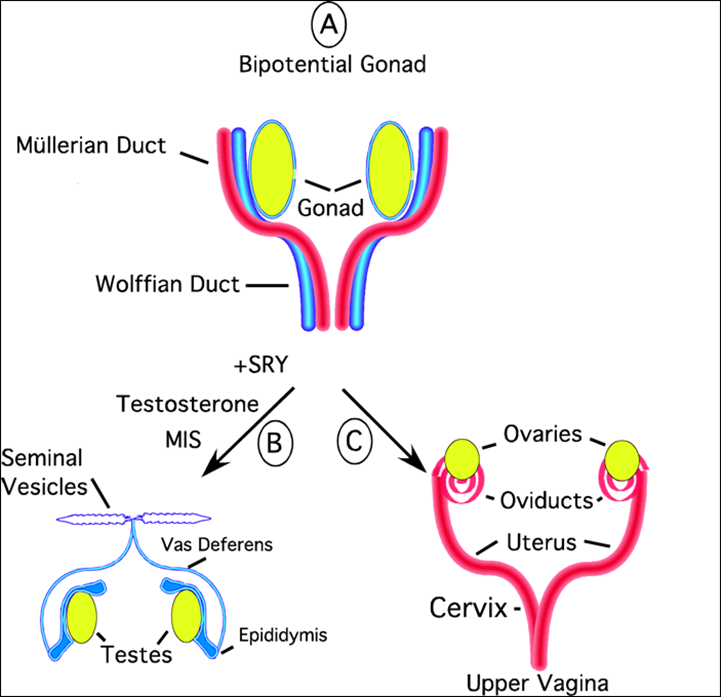 A
Bipotential Gonad
Müllerian Duct
Gonad
Wolffian Duct
+SRY
Testosterone
MIS
B
C
Seminal
Vesicles
Vas Deferens
Testes
Epididymis
Ovaries
Oviducts
Uterus
Cervix
Upper Vagina